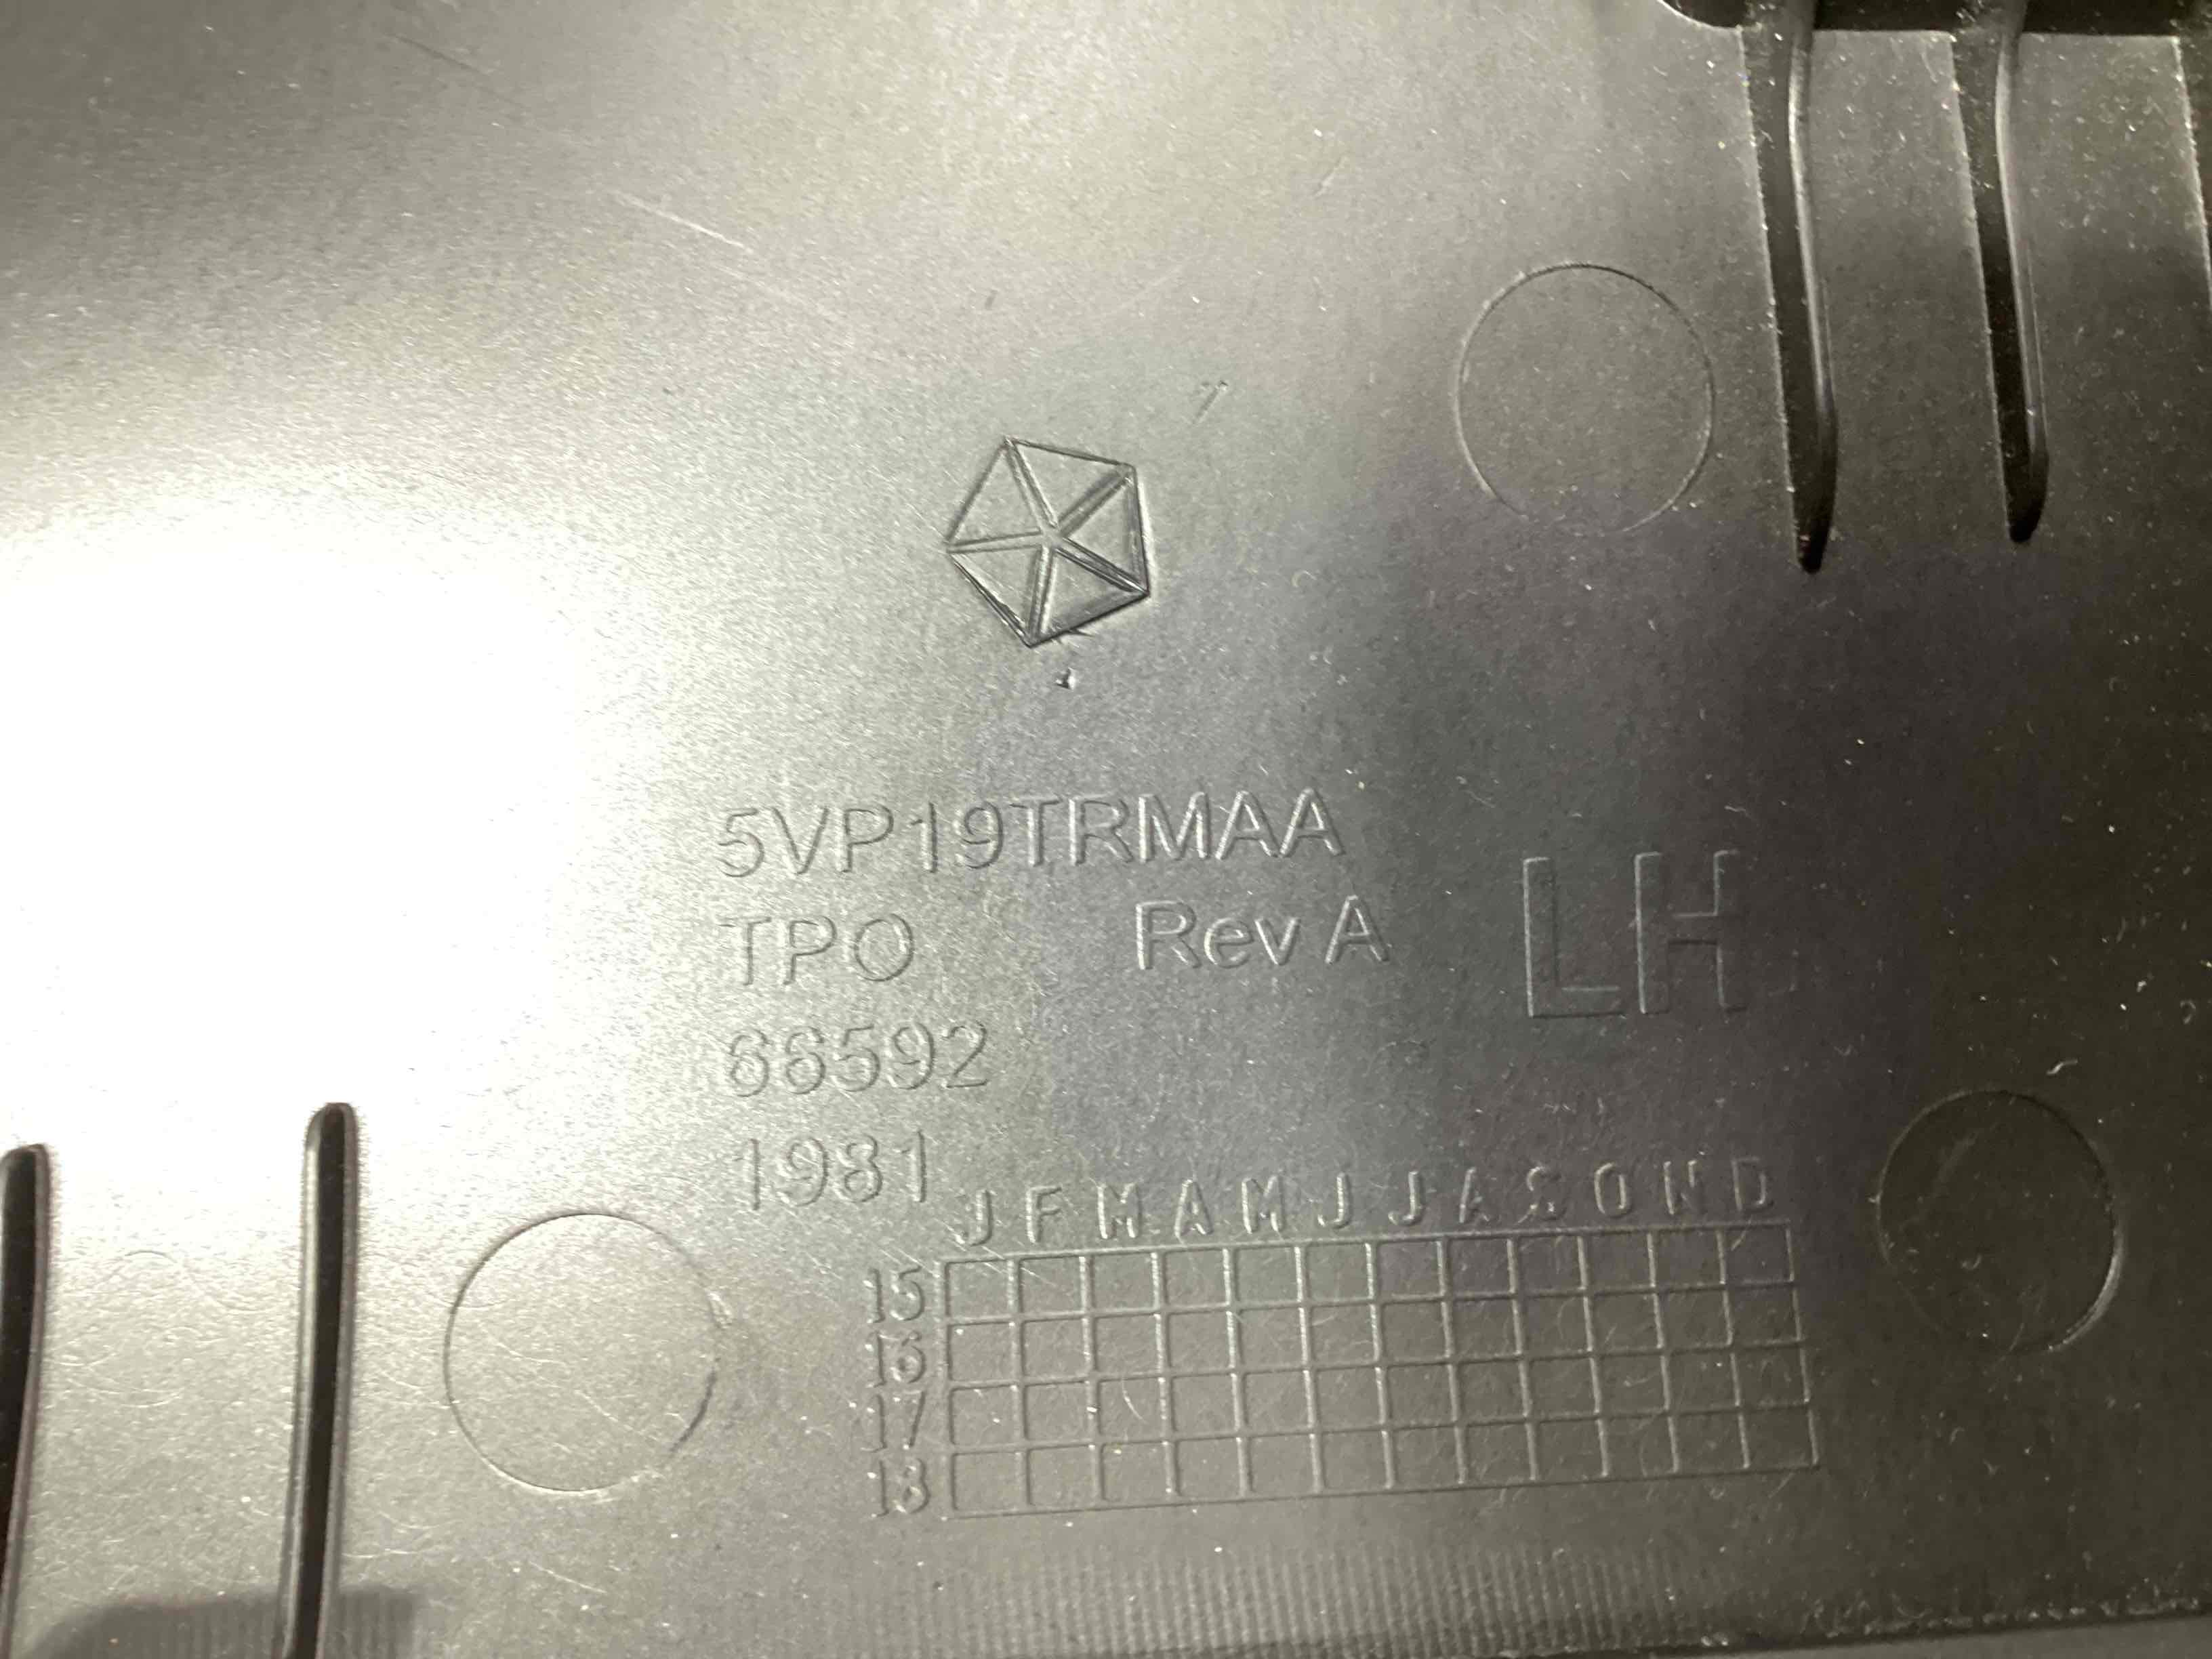 5VP19TRMAA
TPO Rev A LH
66592
1981
J F M A M J J A S O N D
15
16
17
18